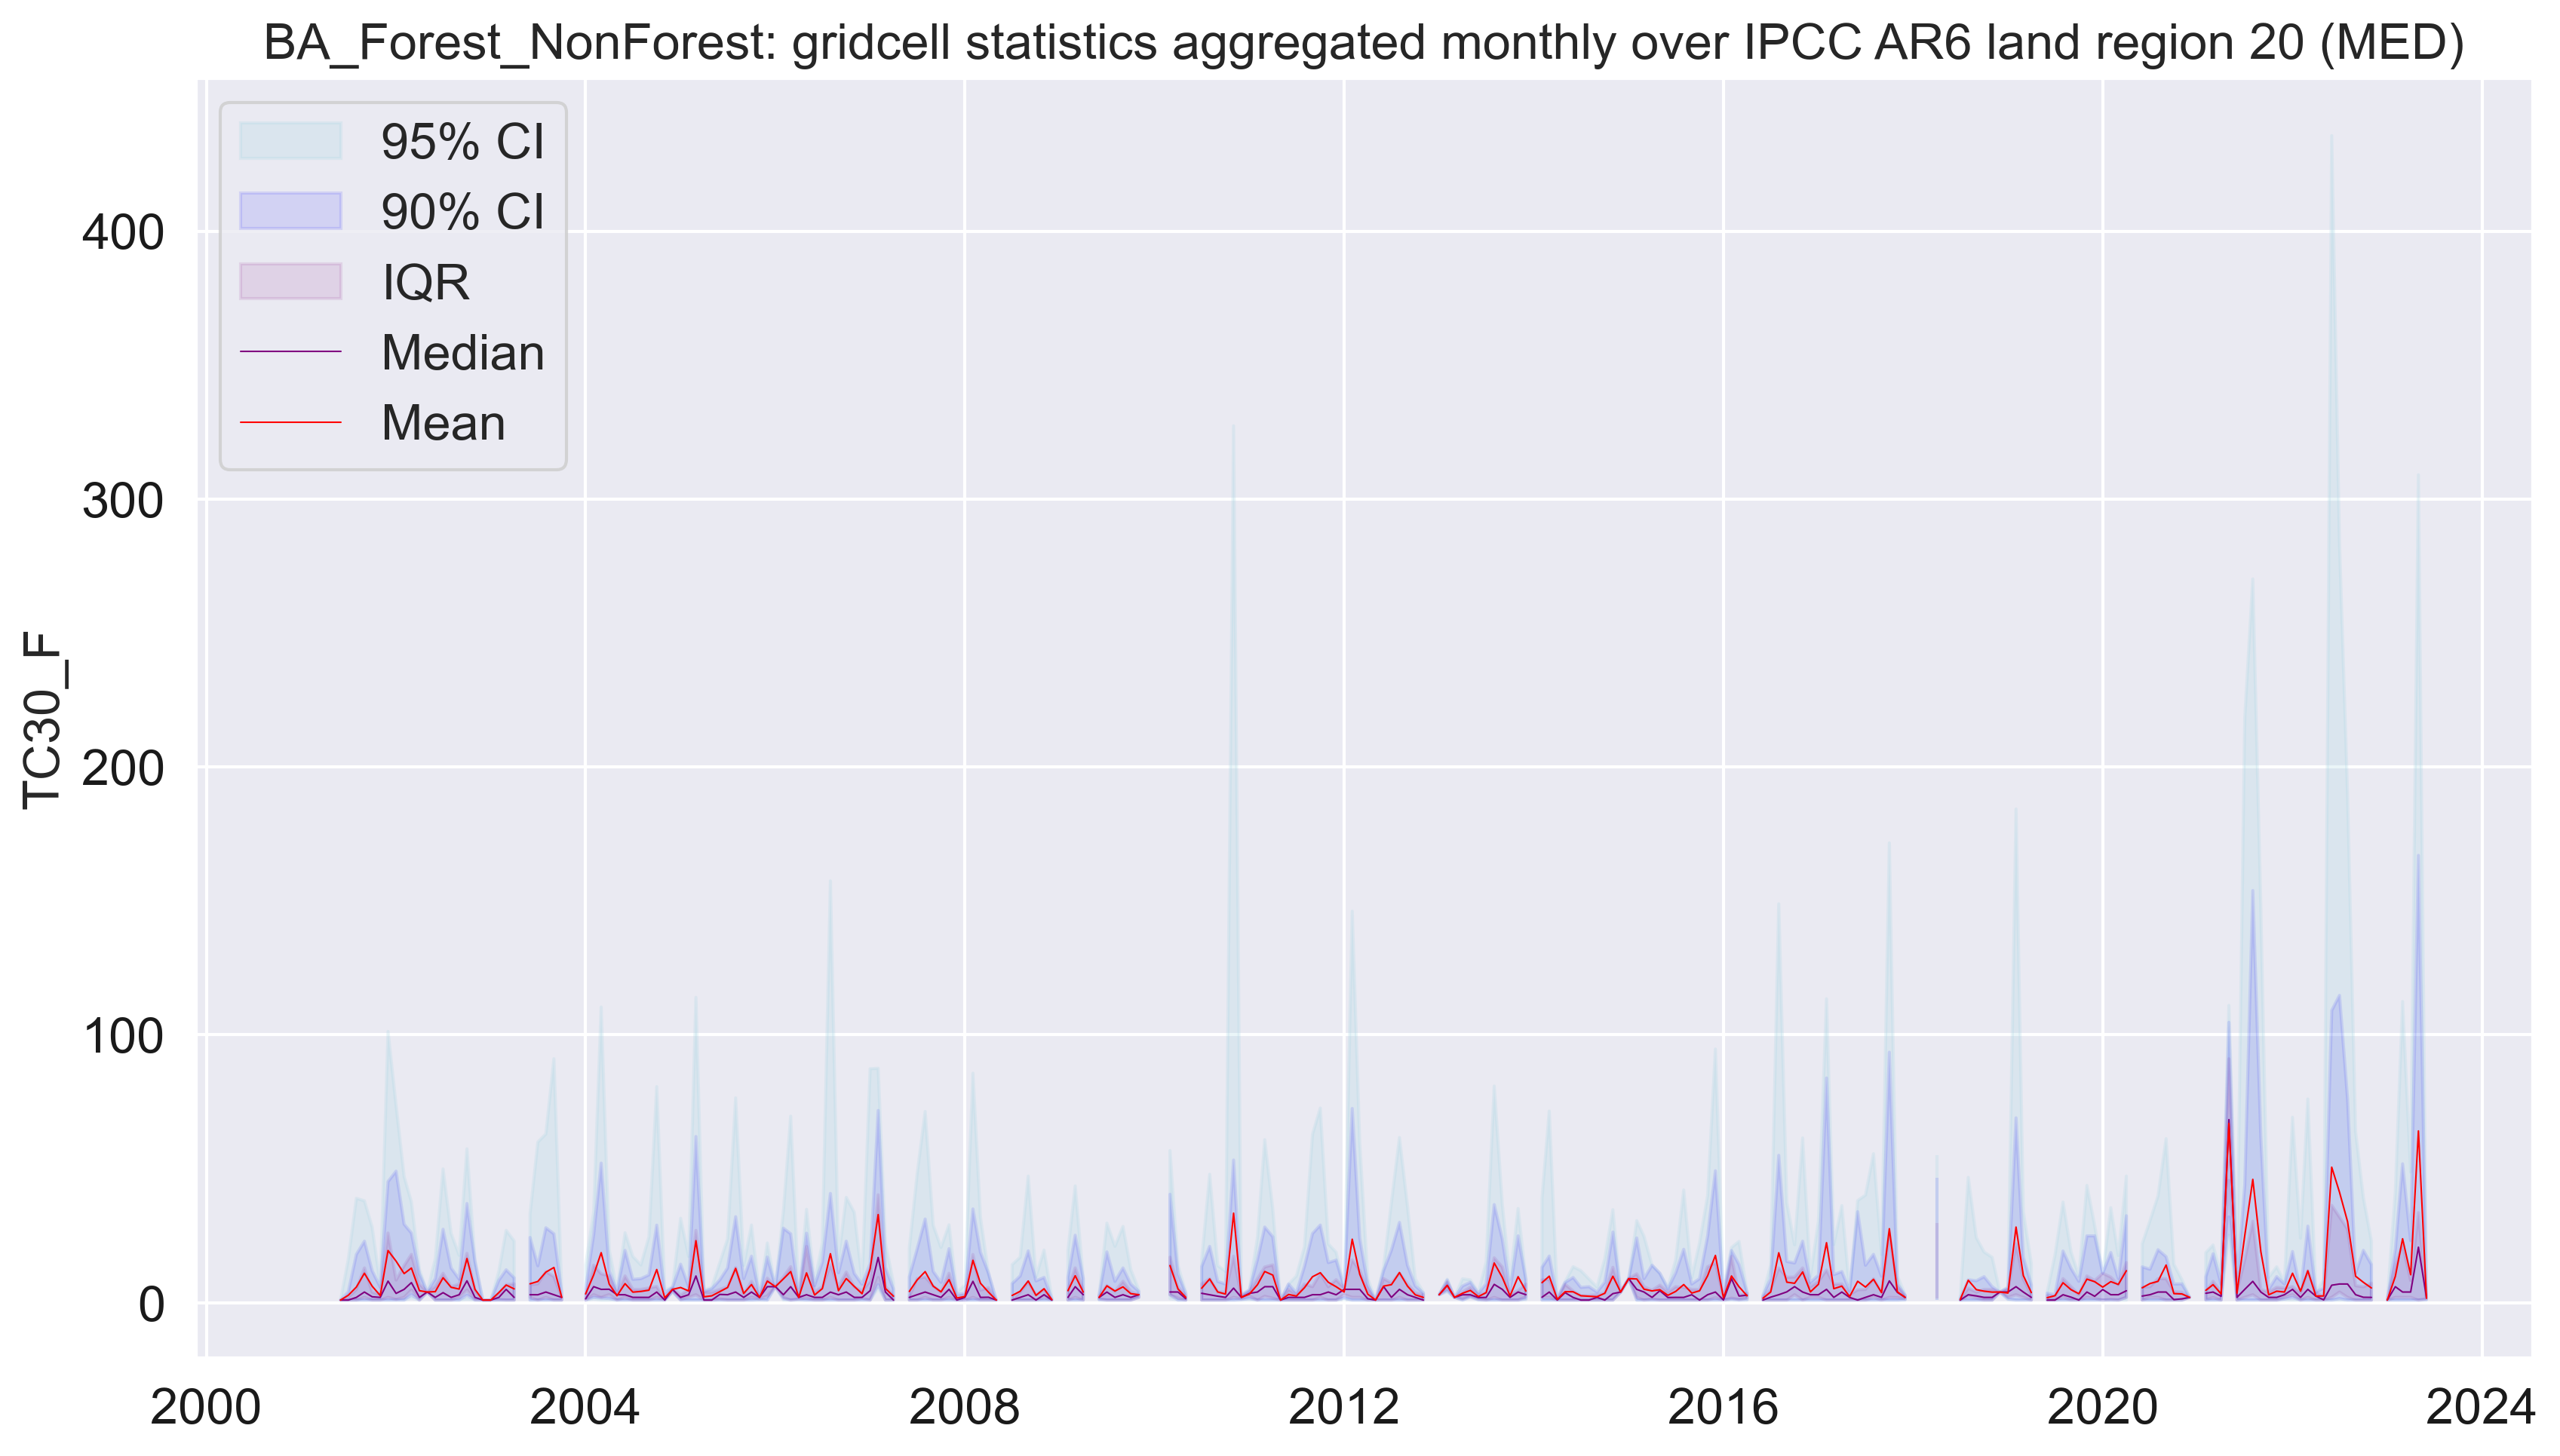 BA_Forest_NonForest: gridcell statistics aggregated monthly over IPCC AR6 land region 20 (MED)
95% CI
90% CI
IQR
Median
Mean
TC30_F
400
300
200
100
0
2000 2004 2008 2012 2016 2020 2024